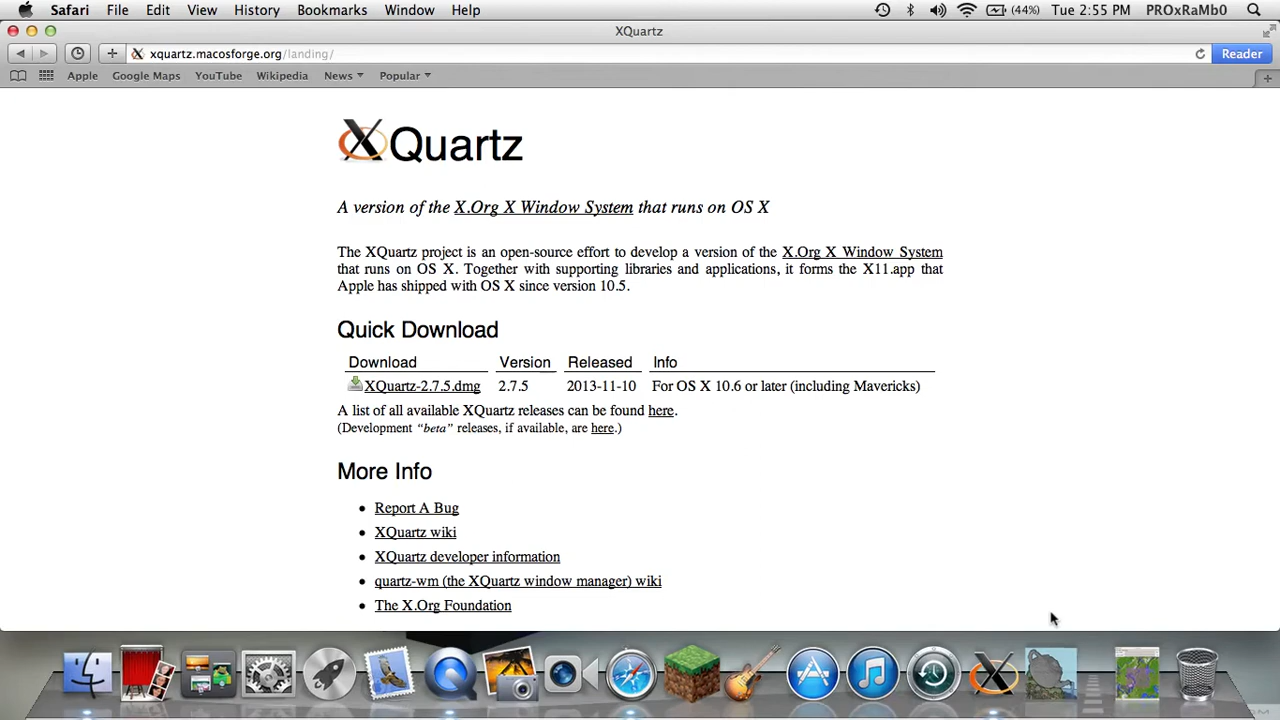 Safari File Edit View History Bookmarks Window Help (44%) Tue 2:55 PM PROxRaMb0
XQuartz
xquartz.macosforge.org/landing/ Reader
Apple Google Maps YouTube Wikipedia News Popular
XQuartz
A version of the X.Org X Window System that runs on OS X
The XQuartz project is an open-source effort to develop a version of the X.Org X Window System
that runs on OS X. Together with supporting libraries and applications, it forms the X11.app that
Apple has shipped with OS X since version 10.5.
Quick Download
Download Version Released Info
XQuartz-2.7.5.dmg 2.7.5 2013-11-10 For OS X 10.6 or later (including Mavericks)
A list of all available XQuartz releases can be found here.
(Development “beta” releases, if available, are here.)
More Info
• Report A Bug
• XQuartz wiki
• XQuartz developer information
• quartz-wm (the XQuartz window manager) wiki
• The X.Org Foundation